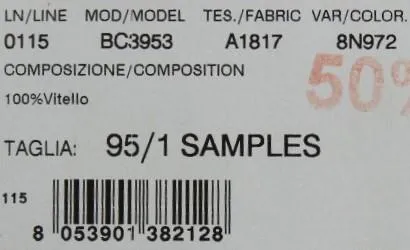 LN/LINE MOD/MODEL TES./FABRIC VAR/COLOR.
0115 BC3953 A1817 8N972
COMPOSIZIONE/COMPOSITION
50%
100%Vitello
TAGLIA: 95/1 SAMPLES
115
8 053901 382128